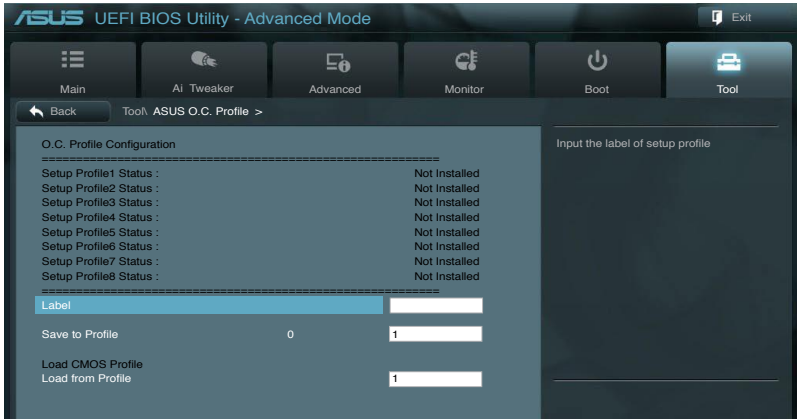 ASUS UEFI BIOS Utility - Advanced Mode
Exit
Main
Ai Tweaker
Advanced
Monitor
Boot
Tool
Back
Tool\ ASUS O.C. Profile >
O.C. Profile Configuration
Input the label of setup profile
========================================================
Setup Profile1 Status : Not Installed
Setup Profile2 Status : Not Installed
Setup Profile3 Status : Not Installed
Setup Profile4 Status : Not Installed
Setup Profile5 Status : Not Installed
Setup Profile6 Status : Not Installed
Setup Profile7 Status : Not Installed
Setup Profile8 Status : Not Installed
========================================================
Label
Save to Profile 0 1
Load CMOS Profile
Load from Profile 1